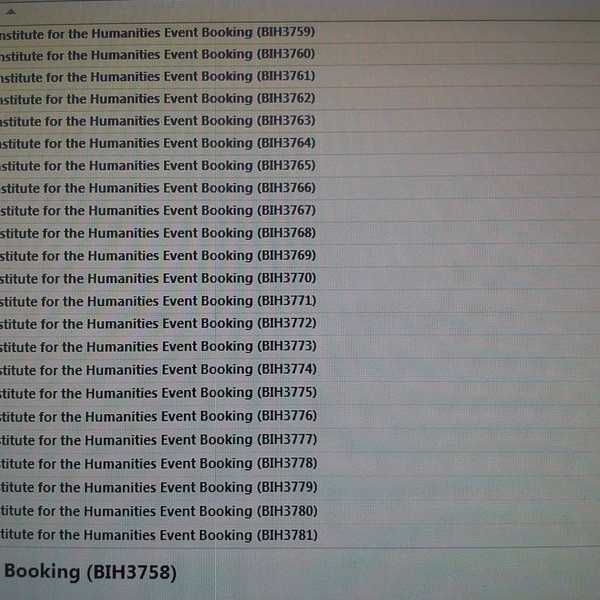 nstitute for the Humanities Event Booking (BIH3759)
nstitute for the Humanities Event Booking (BIH3760)
nstitute for the Humanities Event Booking (BIH3761)
nstitute for the Humanities Event Booking (BIH3762)
nstitute for the Humanities Event Booking (BIH3763)
nstitute for the Humanities Event Booking (BIH3764)
nstitute for the Humanities Event Booking (BIH3765)
stitute for the Humanities Event Booking (BIH3766)
stitute for the Humanities Event Booking (BIH3767)
stitute for the Humanities Event Booking (BIH3768)
stitute for the Humanities Event Booking (BIH3769)
stitute for the Humanities Event Booking (BIH3770)
stitute for the Humanities Event Booking (BIH3771)
stitute for the Humanities Event Booking (BIH3772)
stitute for the Humanities Event Booking (BIH3773)
stitute for the Humanities Event Booking (BIH3774)
stitute for the Humanities Event Booking (BIH3775)
titute for the Humanities Event Booking (BIH3776)
titute for the Humanities Event Booking (BIH3777)
titute for the Humanities Event Booking (BIH3778)
titute for the Humanities Event Booking (BIH3779)
titute for the Humanities Event Booking (BIH3780)
titute for the Humanities Event Booking (BIH3781)
Booking (BIH3758)